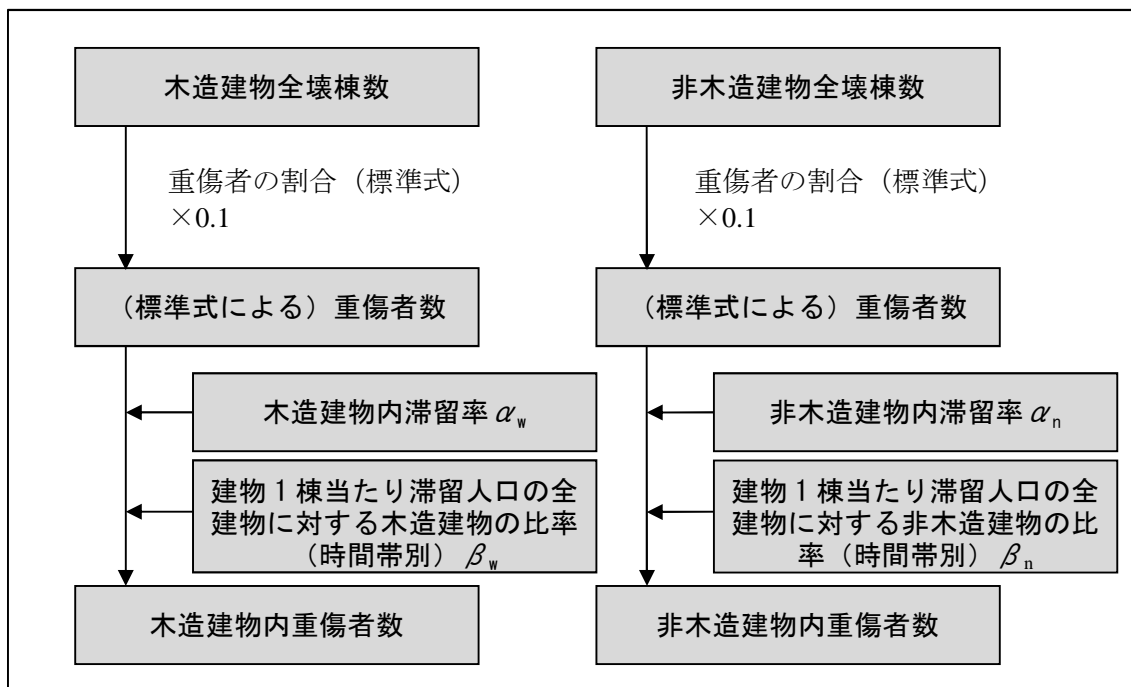 木造建物全壊棟数
重傷者の割合（標準式）
×0.1
（標準式による）重傷者数
木造建物内滞留率αw
建物1棟当たり滞留人口の全
建物に対する木造建物の比率
（時間帯別）βw
木造建物内重傷者数
非木造建物全壊棟数
重傷者の割合（標準式）
×0.1
（標準式による）重傷者数
非木造建物内滞留率αn
建物1棟当たり滞留人口の全
建物に対する非木造建物の比
率（時間帯別）βn
非木造建物内重傷者数